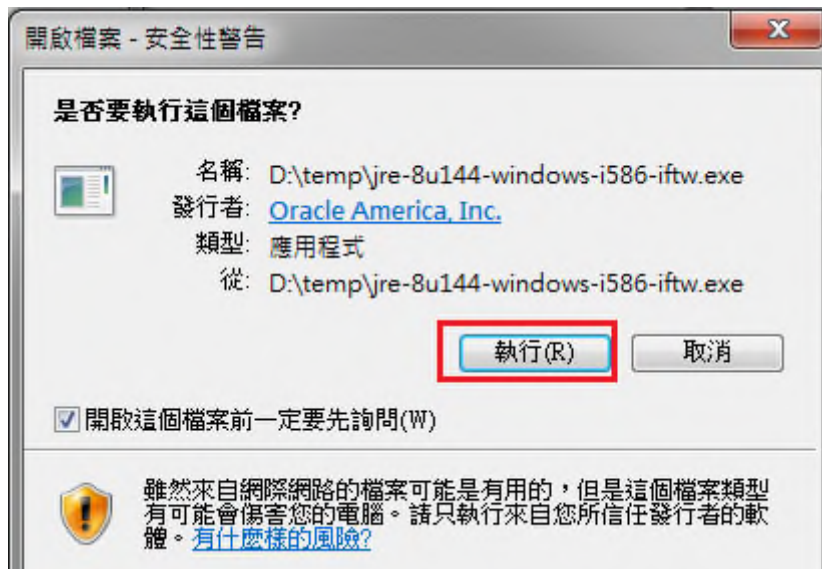 開啟檔案 - 安全性警告
是否要執行這個檔案?
名稱: D:\temp\jre-8u144-windows-i586-iftw.exe
發行者: Oracle America, Inc.
類型: 應用程式
從: D:\temp\jre-8u144-windows-i586-iftw.exe
執行(R) 取消
開啟這個檔案前一定要先詢問(W)
雖然來自網際網路的檔案可能是有用的，但是這個檔案類型
有可能會傷害您的電腦。請只執行來自您所信任發行者的軟
體。有什麼樣的風險?